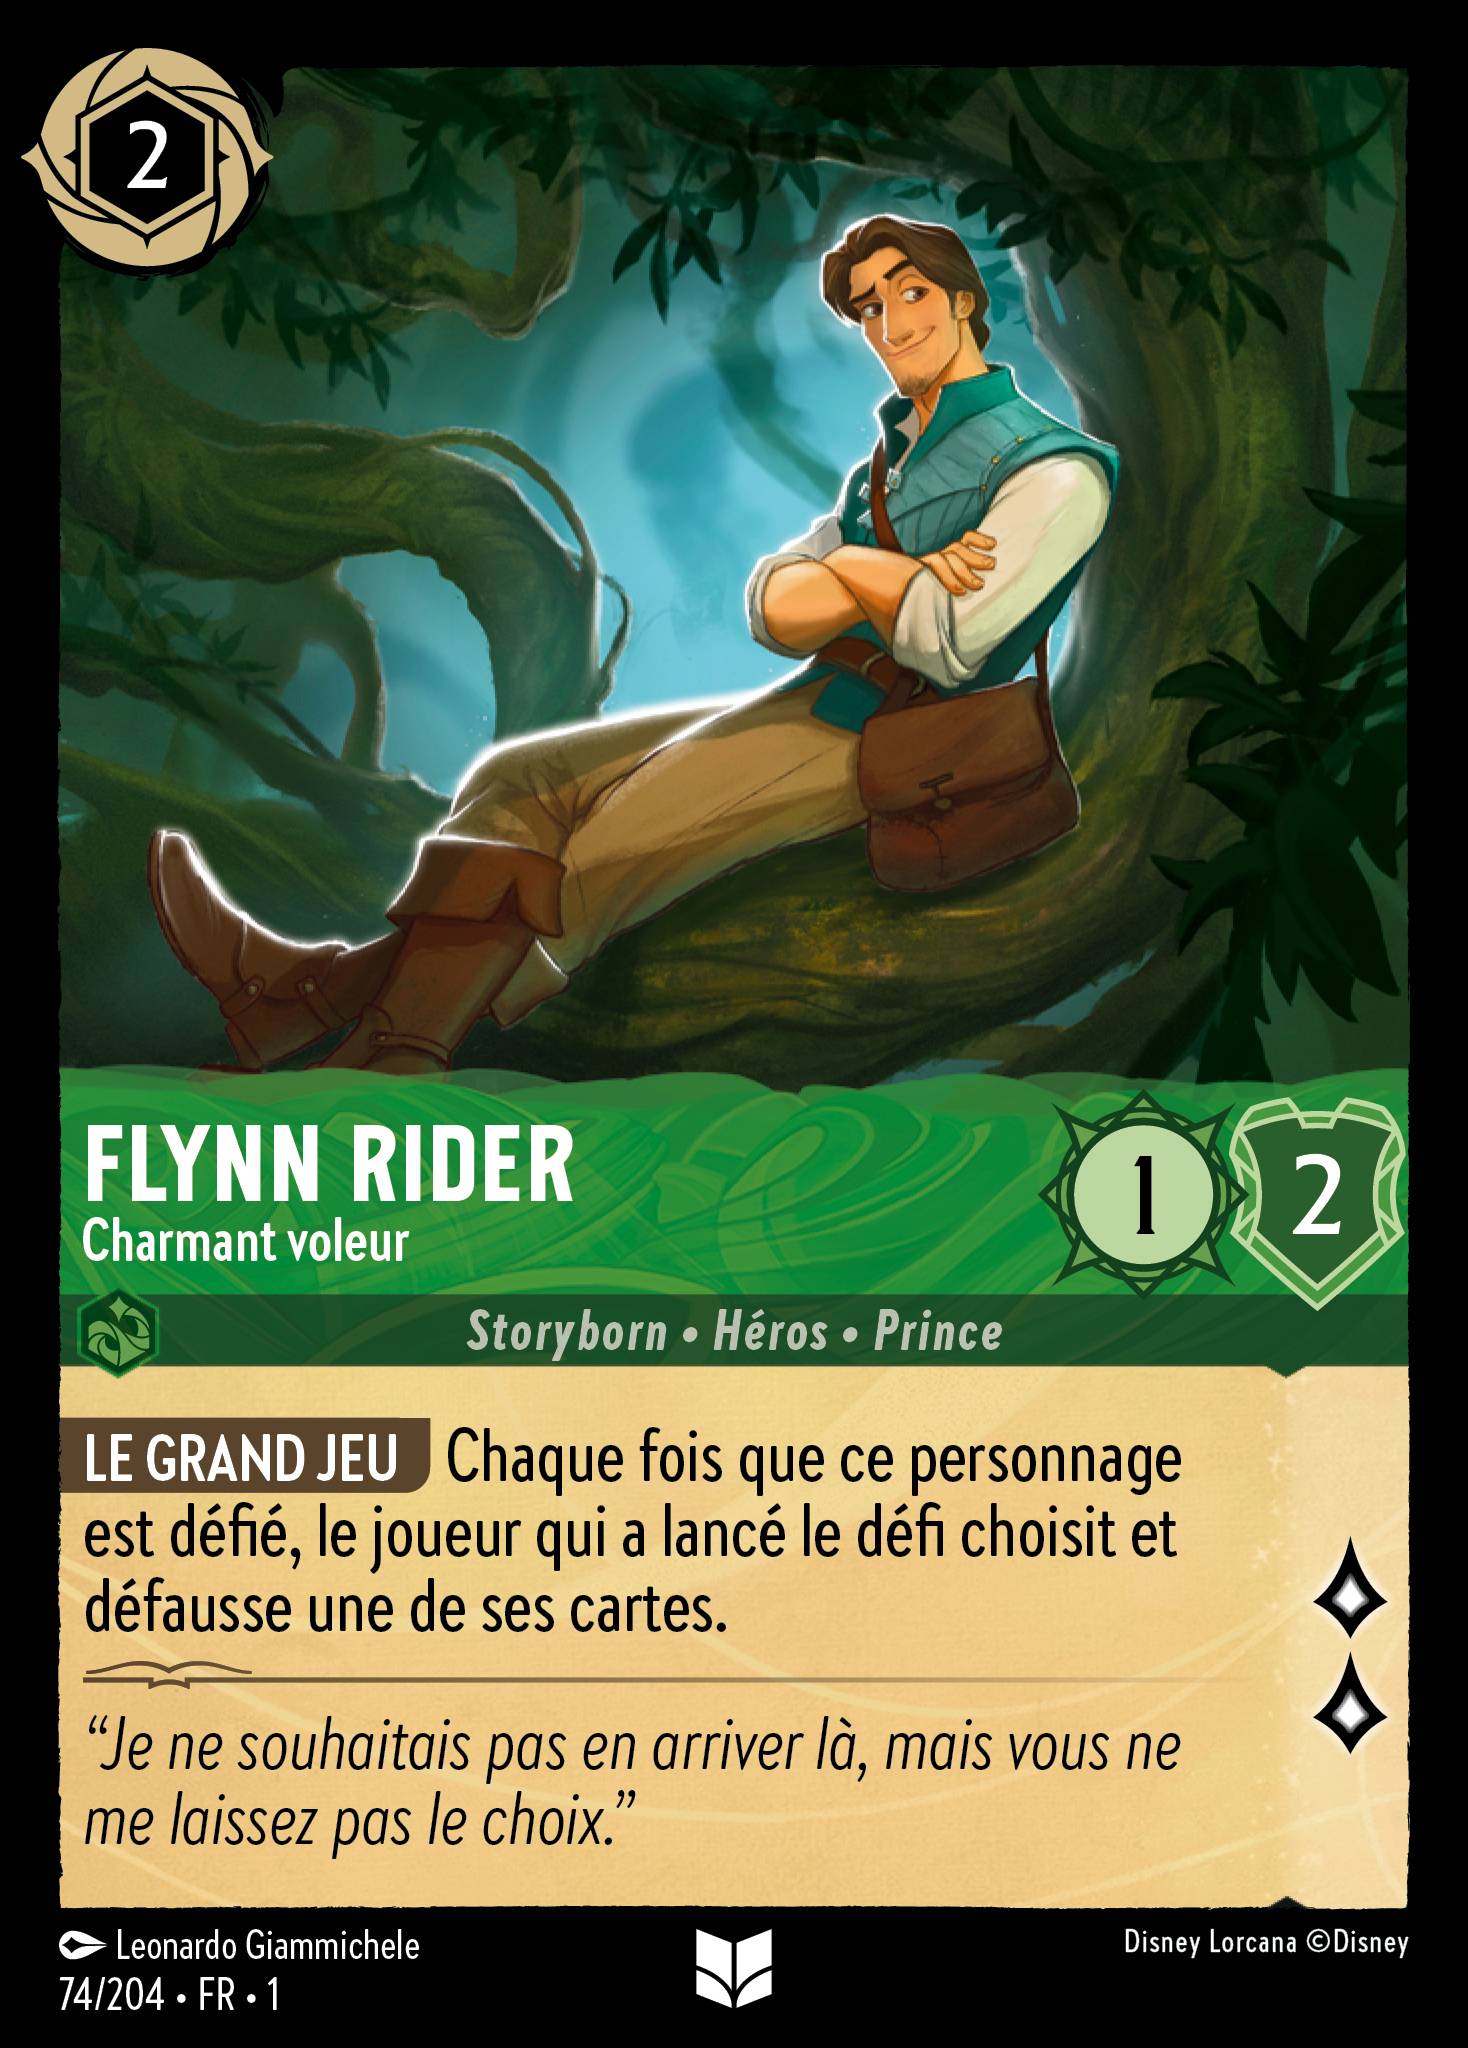 2
FLYNN RIDER
Charmant voleur
1
2
Storyborn • Héros • Prince
LE GRAND JEU Chaque fois que ce personnage
est défié, le joueur qui a lancé le défi choisit et
défausse une de ses cartes.
“Je ne souhaitais pas en arriver là, mais vous ne
me laissez pas le choix.”
Leonardo Giammichele
74/204 • FR • 1
Disney Lorcana ©Disney